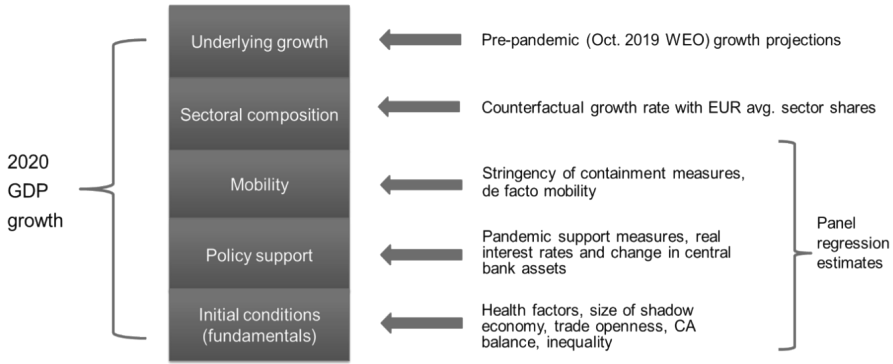 2020
GDP
growth
Underlying growth
Pre-pandemic (Oct. 2019 WEO) growth projections
Sectoral composition
Counterfactual growth rate with EUR avg. sector shares
Mobility
Stringency of containment measures,
de facto mobility
Policy support
Pandemic support measures, real
interest rates and change in central
bank assets
Initial conditions
(fundamentals)
Health factors, size of shadow
economy, trade openness, CA
balance, inequality
Panel
regression
estimates